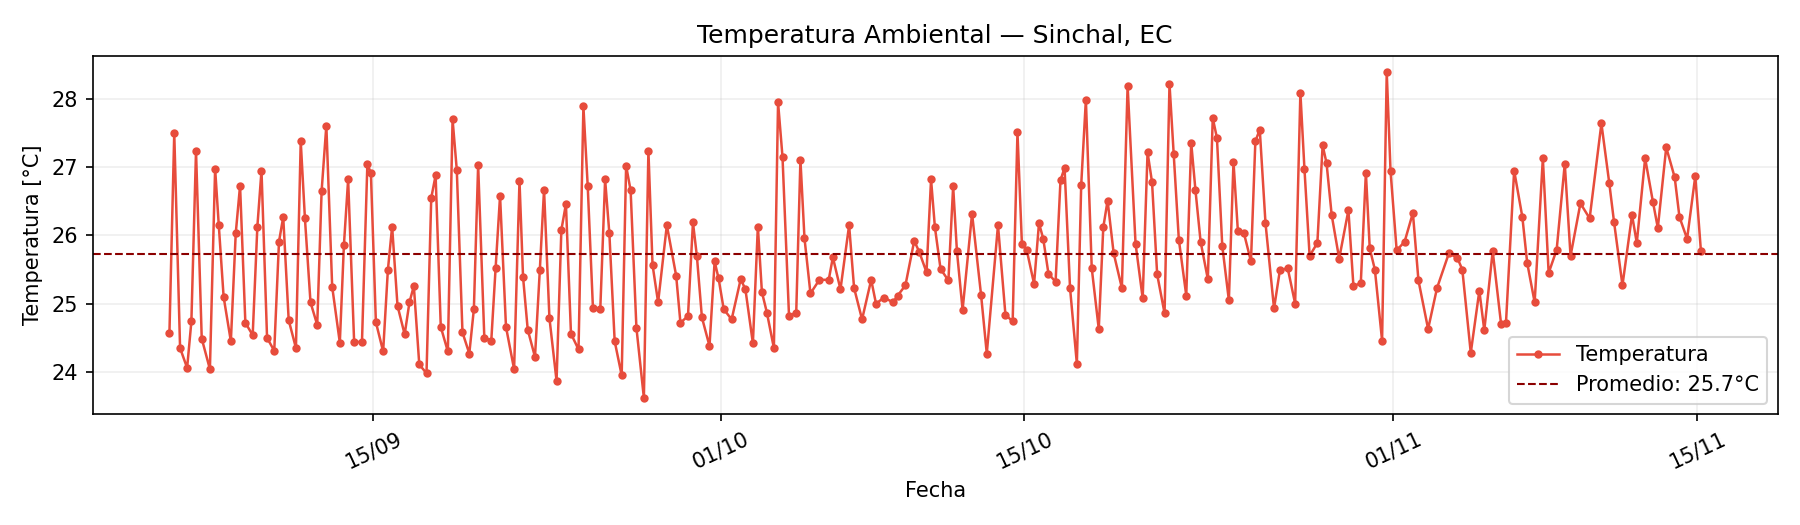 Temperatura Ambiental — Sinchal, EC
Temperatura [°C]
28
27
26
25
24
Temperatura
Promedio: 25.7°C
15/09
01/10
15/10
01/11
15/11
Fecha